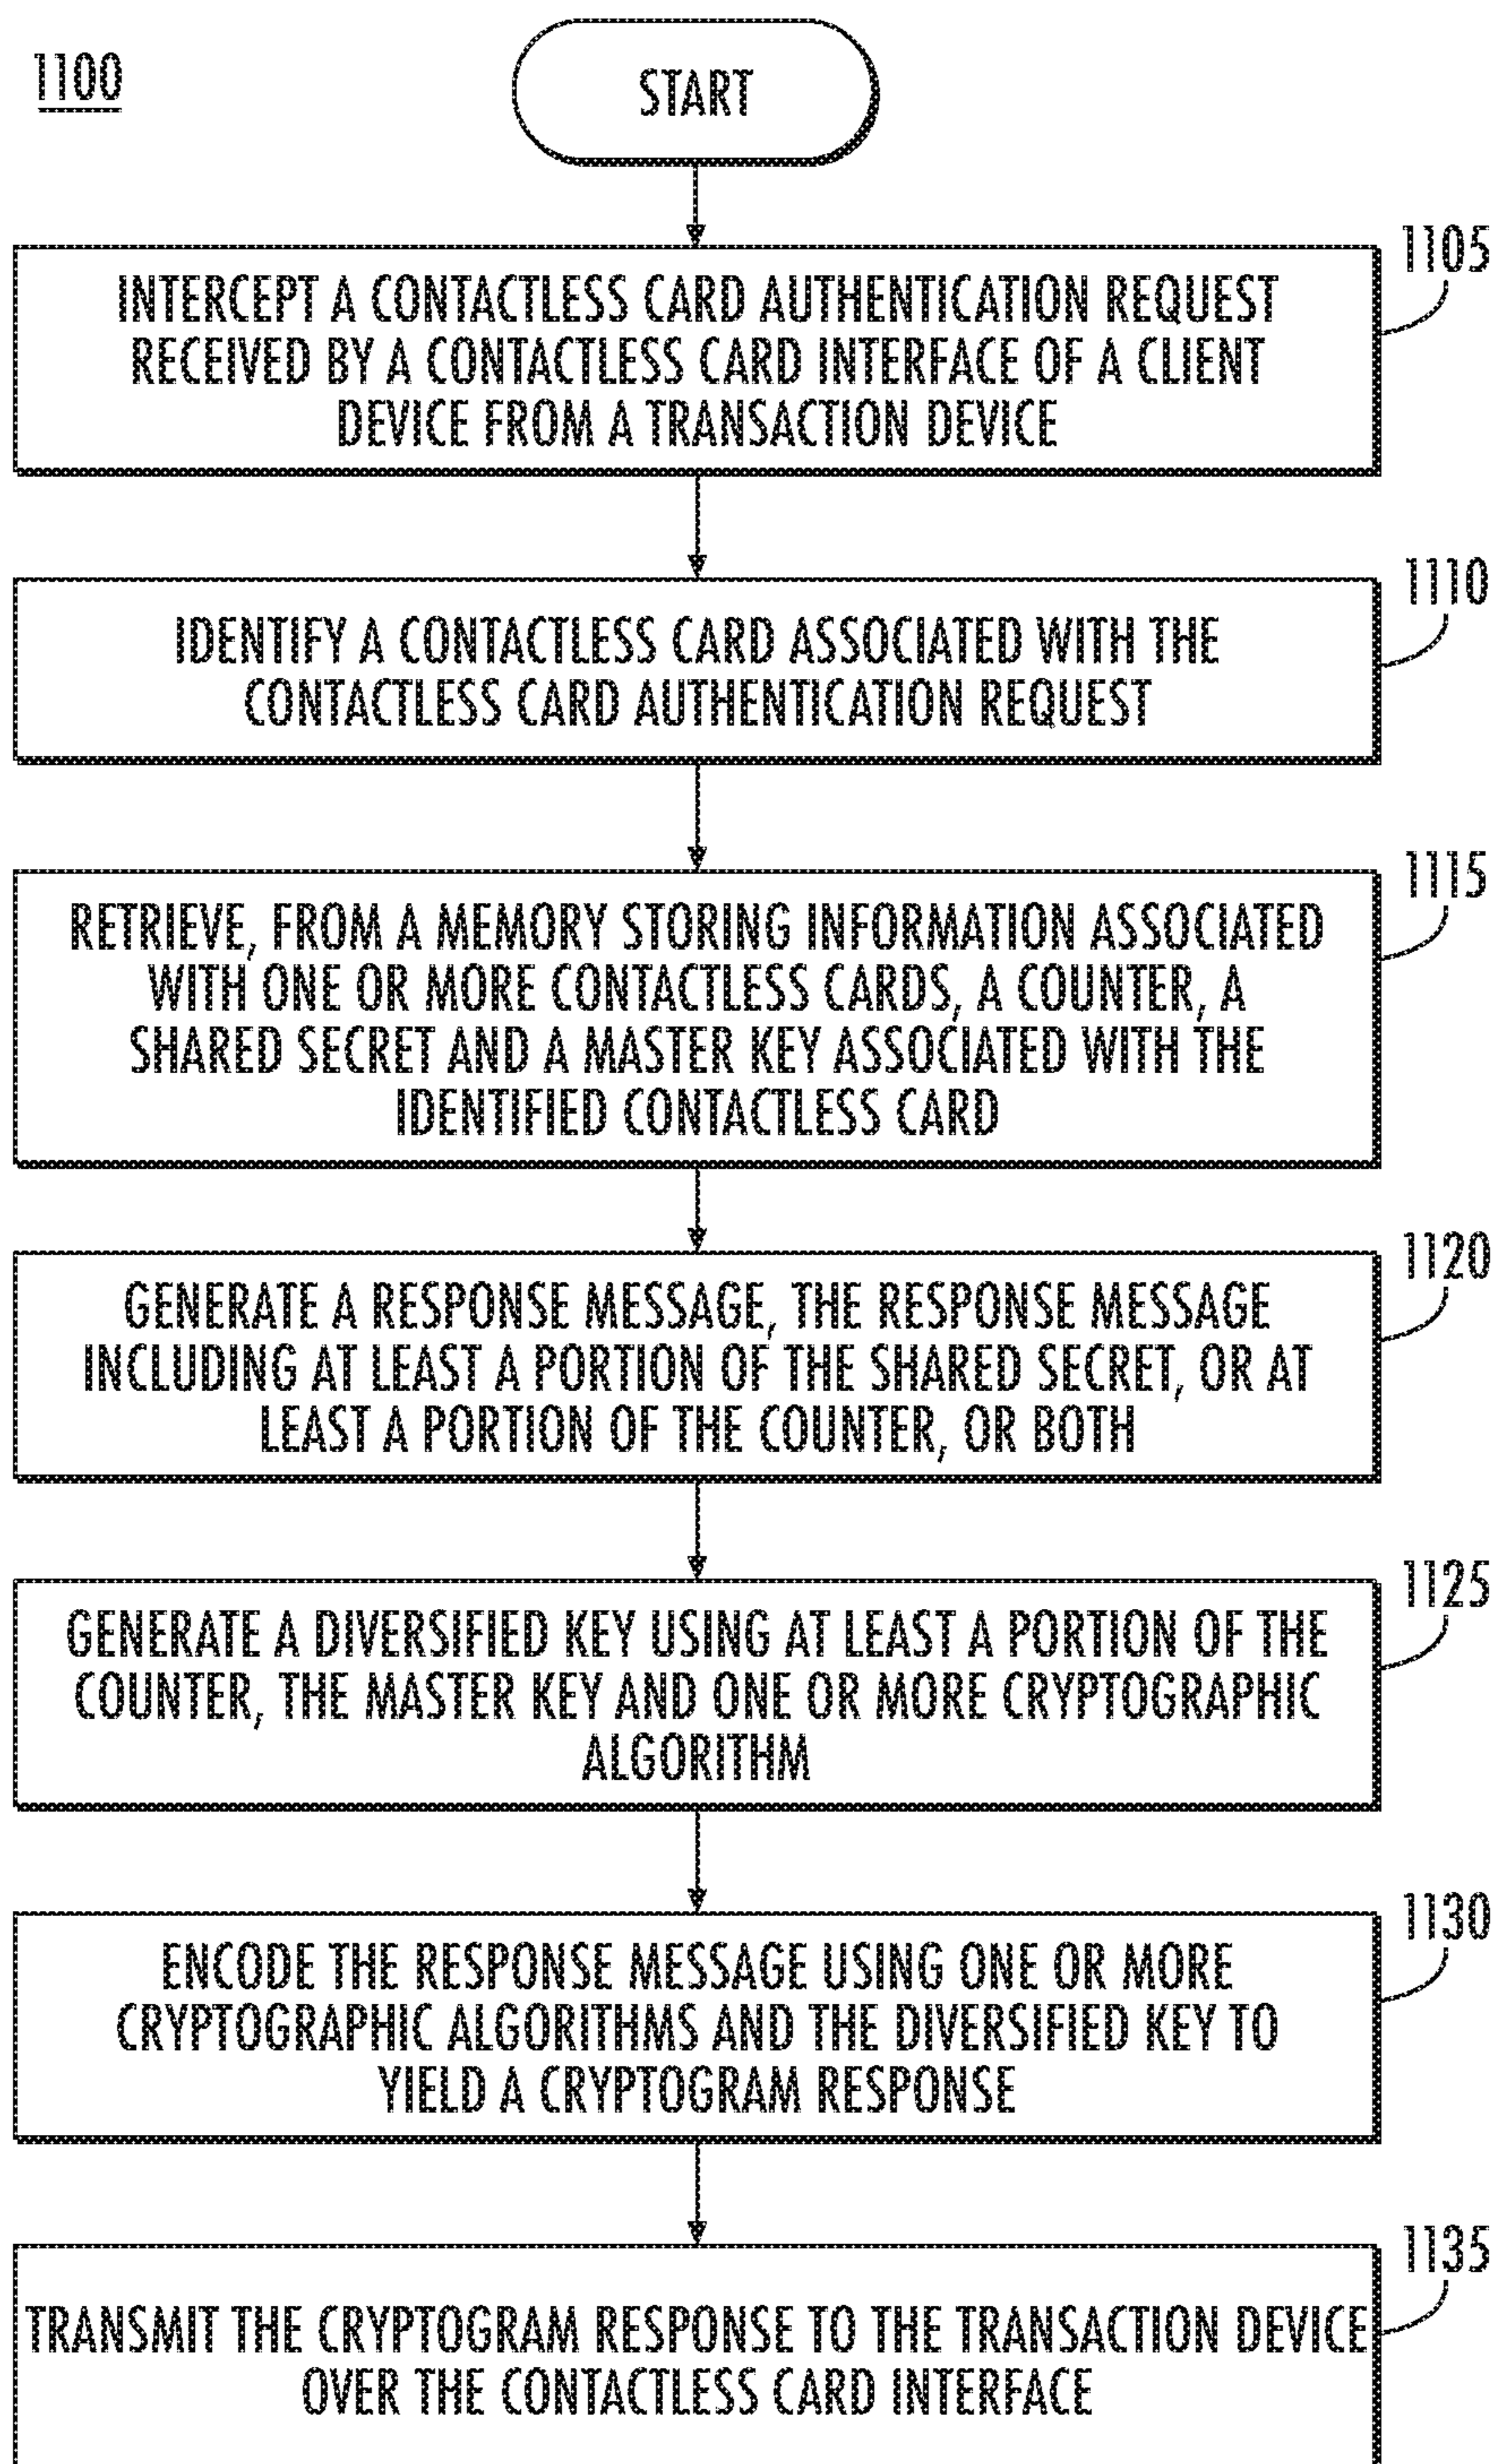 1100
START
1105
INTERCEPT A CONTACTLESS CARD AUTHENTICATION REQUEST
RECEIVED BY A CONTACTLESS CARD INTERFACE OF A CLIENT
DEVICE FROM A TRANSACTION DEVICE
1110
IDENTIFY A CONTACTLESS CARD ASSOCIATED WITH THE
CONTACTLESS CARD AUTHENTICATION REQUEST
1115
RETRIEVE, FROM A MEMORY STORING INFORMATION ASSOCIATED
WITH ONE OR MORE CONTACTLESS CARDS, A COUNTER, A
SHARED SECRET AND A MASTER KEY ASSOCIATED WITH THE
IDENTIFIED CONTACTLESS CARD
1120
GENERATE A RESPONSE MESSAGE, THE RESPONSE MESSAGE
INCLUDING AT LEAST A PORTION OF THE SHARED SECRET, OR AT
LEAST A PORTION OF THE COUNTER, OR BOTH
1125
GENERATE A DIVERSIFIED KEY USING AT LEAST A PORTION OF THE
COUNTER, THE MASTER KEY AND ONE OR MORE CRYPTOGRAPHIC
ALGORITHM
1130
ENCODE THE RESPONSE MESSAGE USING ONE OR MORE
CRYPTOGRAPHIC ALGORITHMS AND THE DIVERSIFIED KEY TO
YIELD A CRYPTOGRAM RESPONSE
1135
TRANSMIT THE CRYPTOGRAM RESPONSE TO THE TRANSACTION DEVICE
OVER THE CONTACTLESS CARD INTERFACE